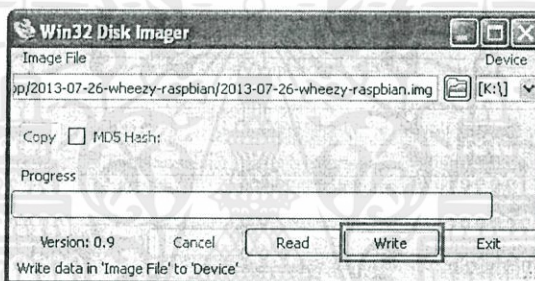 Win32 Disk Imager
Image File Device
pp/2013-07-26-wheezy-raspbian/2013-07-26-wheezy-raspbian.img [K:\]
Copy MD5 Hash:
Progress
Version: 0.9 Cancel Read Write Exit
Write data in 'Image File' to 'Device'